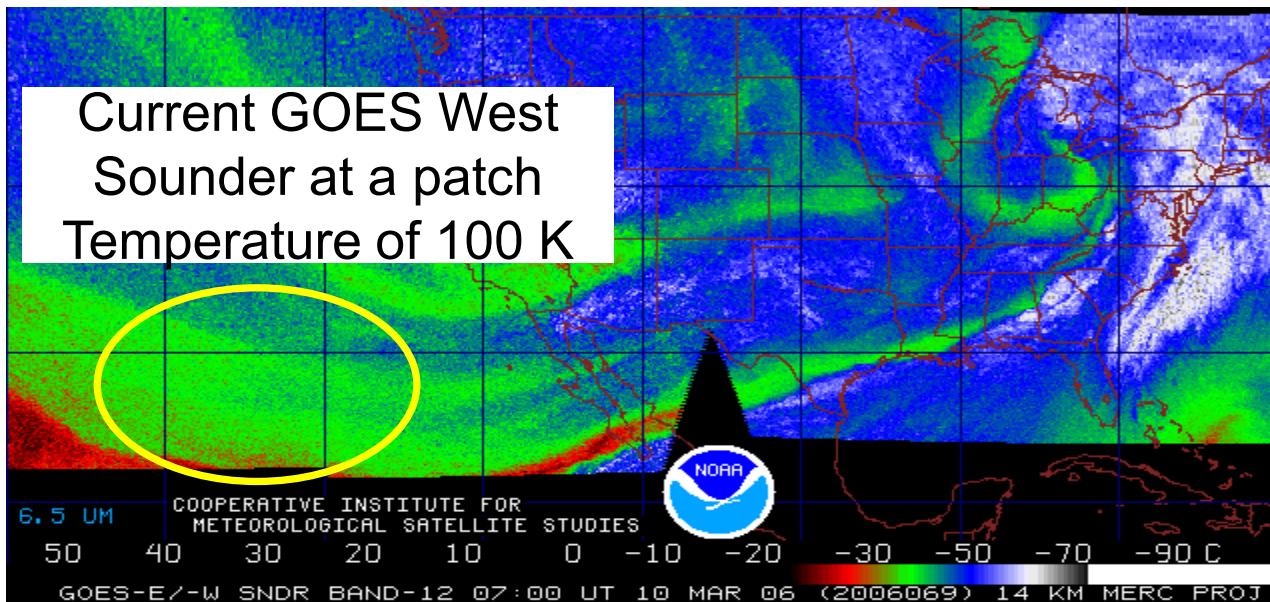 Current GOES West
Sounder at a patch
Temperature of 100 K
NOAA
6.5 UM
COOPERATIVE INSTITUTE FOR
METEOROLOGICAL SATELLITE STUDIES
50 40 30 20 10 0 -10 -20 -30 -50 -70 -90 C
GOES-E/-W SNDR BAND-12 07:00 UT 10 MAR 06 (2006069) 14 KM MERC PROJ